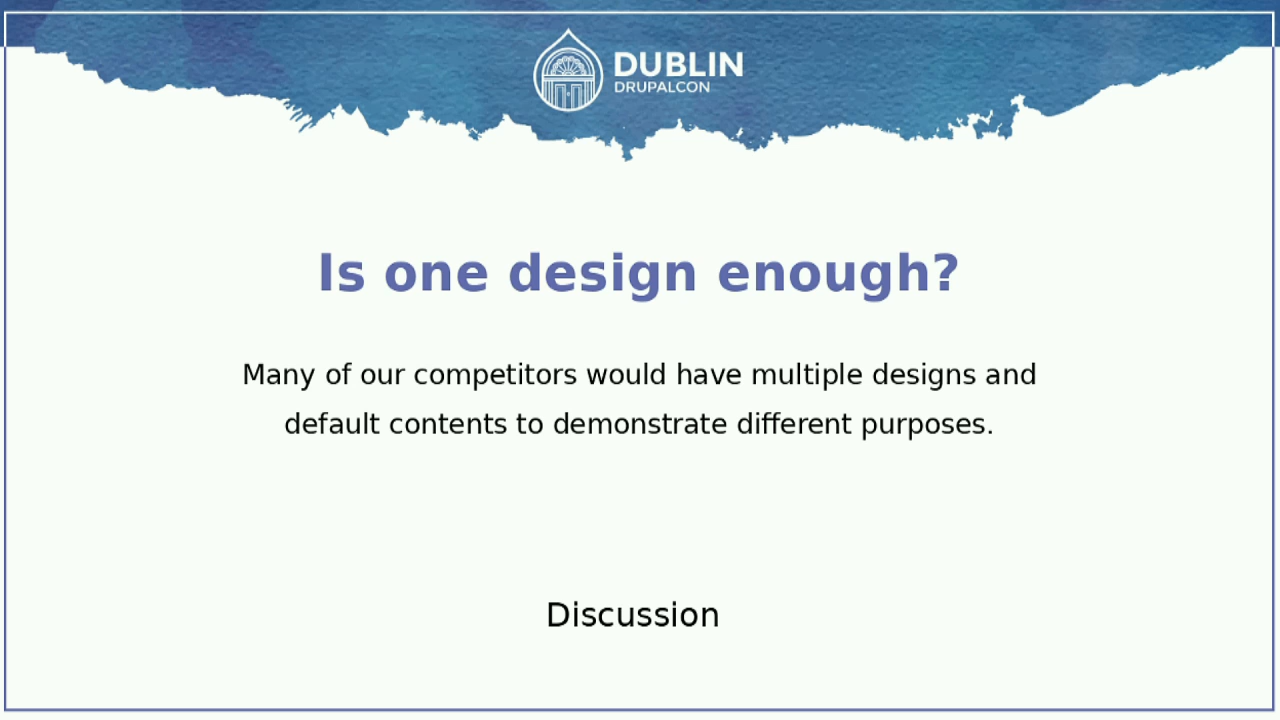 DUBLIN
DRUPALCON
Is one design enough?
Many of our competitors would have multiple designs and
default contents to demonstrate different purposes.
Discussion